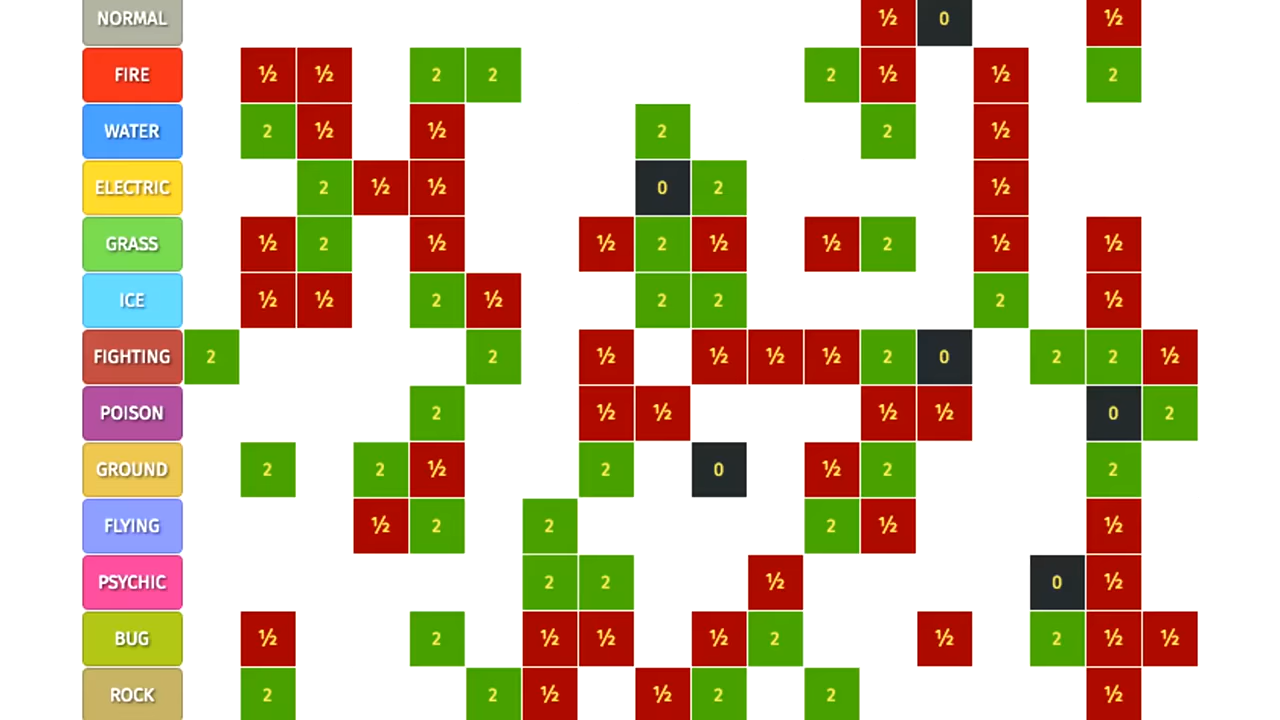 NORMAL ½ 0 ½
FIRE ½ ½ 2 2 2 ½ ½ 2
WATER 2 ½ ½ 2 2 ½
ELECTRIC 2 ½ ½ 0 2 ½
GRASS ½ 2 ½ ½ 2 ½ ½ 2 ½ ½
ICE ½ ½ 2 ½ 2 2 2 ½
FIGHTING 2 2 ½ ½ ½ ½ 2 0 2 2 ½
POISON 2 ½ ½ ½ ½ 0 2
GROUND 2 2 ½ 2 0 ½ 2 2
FLYING ½ 2 2 2 ½ ½
PSYCHIC 2 2 ½ 0 ½
BUG ½ 2 ½ ½ ½ 2 ½ 2 ½ ½
ROCK 2 2 ½ ½ 2 2 ½